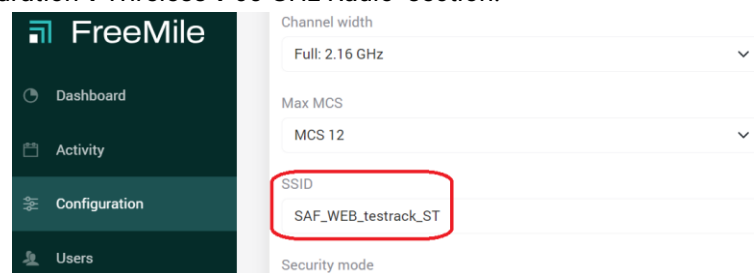 FreeMile
Dashboard
Activity
Configuration
Users
Channel width
Full: 2.16 GHz
Max MCS
MCS 12
SSID
SAF_WEB_testrack_ST
Security mode